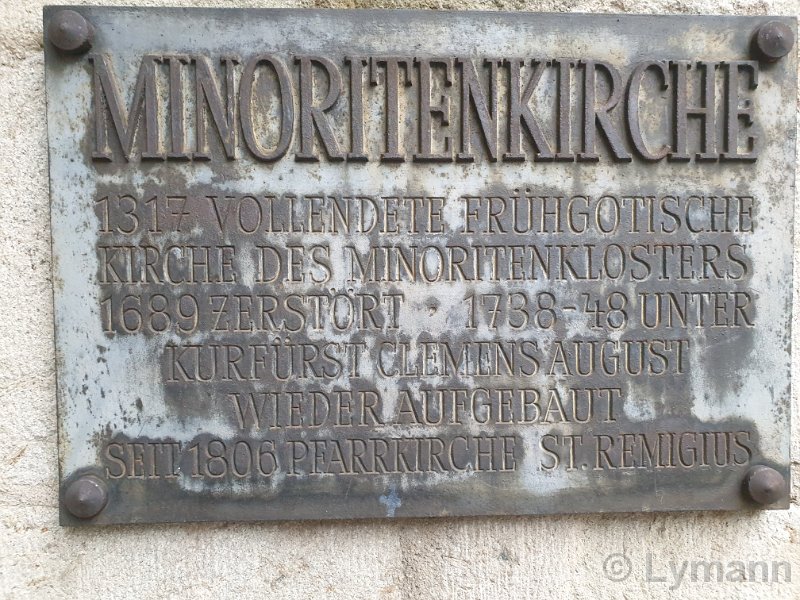 MINORITENKIRCHE
1317 VOLLENDETE FRÜHGOTISCHE
KIRCHE DES MINORITENKLOSTERS
1689 ZERSTÖRT · 1738-48 UNTER
KURFÜRST CLEMENS AUGUST
WIEDER AUFGEBAUT
SEIT 1806 PFARRKIRCHE ST. REMIGIUS
© Lymann